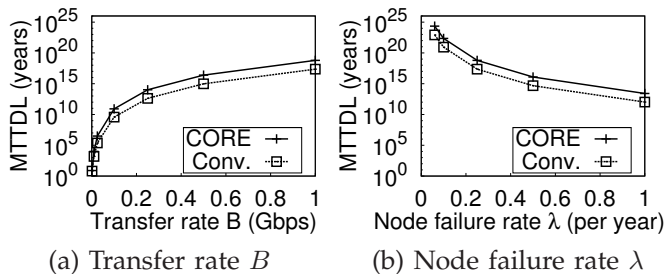 MTTDL (years)
10^25
10^20
10^15
10^10
10^5
10^0
CORE
Conv.
0 0.2 0.4 0.6 0.8 1
Transfer rate B (Gbps)
(a) Transfer rate B
MTTDL (years)
10^25
10^20
10^15
10^10
10^5
10^0
CORE
Conv.
0 0.2 0.4 0.6 0.8 1
Node failure rate λ (per year)
(b) Node failure rate λ